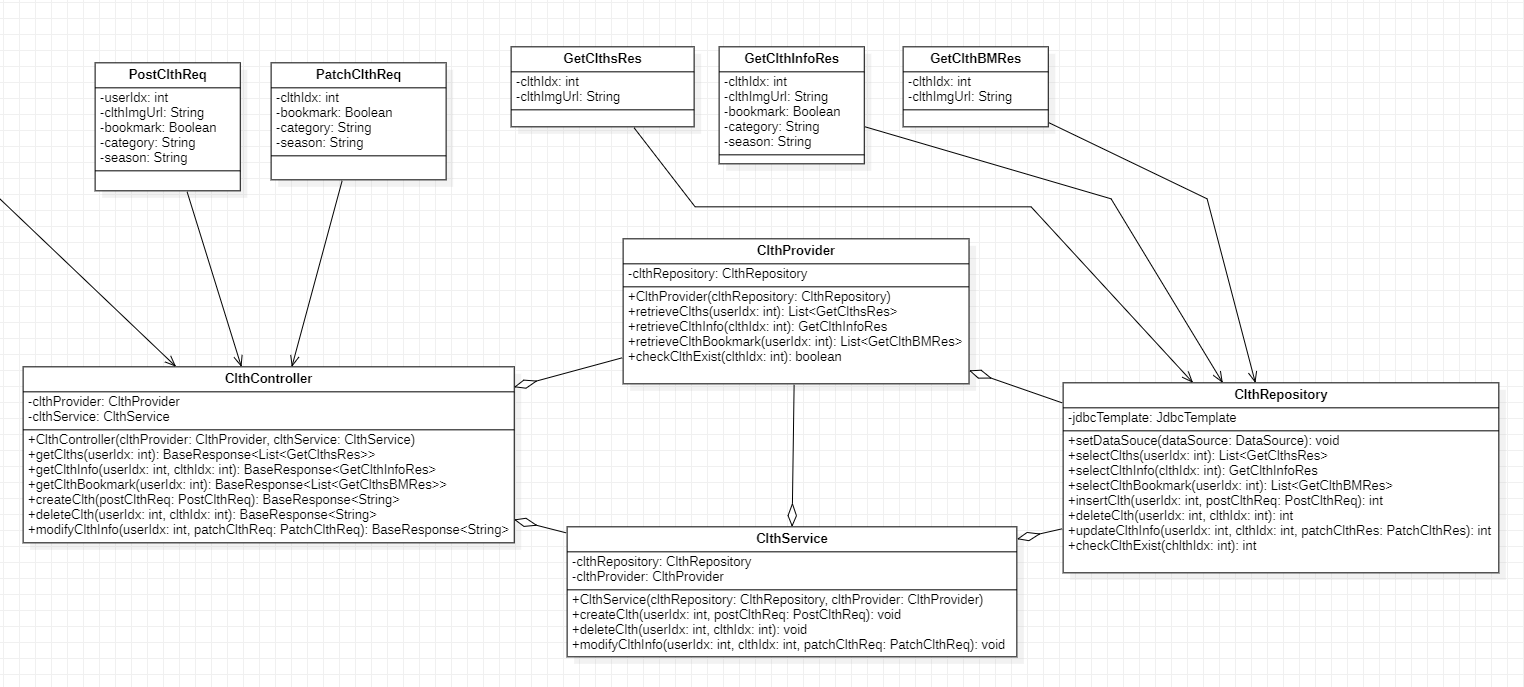 PostClthReq
-userIdx: int
-clthImgUrl: String
-bookmark: Boolean
-category: String
-season: String
PatchClthReq
-clthIdx: int
-bookmark: Boolean
-category: String
-season: String
GetClthsRes
-clthIdx: int
-clthImgUrl: String
GetClthInfoRes
-clthIdx: int
-clthImgUrl: String
-bookmark: Boolean
-category: String
-season: String
GetClthBMRes
-clthIdx: int
-clthImgUrl: String
ClthProvider
-clthRepository: ClthRepository
+ClthProvider(clthRepository: ClthRepository)
+retrieveClths(userIdx: int): List<GetClthsRes>
+retrieveClthInfo(clthIdx: int): GetClthInfoRes
+retrieveClthBookmark(userIdx: int): List<GetClthBMRes>
+checkClthExist(clthIdx: int): boolean
ClthController
-clthProvider: ClthProvider
-clthService: ClthService
+ClthController(clthProvider: ClthProvider, clthService: ClthService)
+getClths(userIdx: int): BaseResponse<List<GetClthsRes>>
+getClthInfo(userIdx: int, clthIdx: int): BaseResponse<GetClthInfoRes>
+getClthBookmark(userIdx: int): BaseResponse<List<GetClthsBMRes>>
+createClth(postClthReq: PostClthReq): BaseResponse<String>
+deleteClth(userIdx: int, clthIdx: int): BaseResponse<String>
+modifyClthInfo(userIdx: int, patchClthReq: PatchClthReq): BaseResponse<String>
ClthRepository
-jdbcTemplate: JdbcTemplate
+setDataSouce(dataSource: DataSource): void
+selectClths(userIdx: int): List<GetClthsRes>
+selectClthInfo(clthIdx: int): GetClthInfoRes
+selectClthBookmark(userIdx: int): List<GetClthBMRes>
+insertClth(userIdx: int, postClthReq: PostClthReq): int
+deleteClth(userIdx: int, clthIdx: int): int
+updateClthInfo(userIdx: int, clthIdx: int, patchClthRes: PatchClthRes): int
+checkClthExist(chlthIdx: int): int
ClthService
-clthRepository: ClthRepository
-clthProvider: ClthProvider
+ClthService(clthRepository: ClthRepository, clthProvider: ClthProvider)
+createClth(userIdx: int, postClthReq: PostClthReq): void
+deleteClth(userIdx: int, clthIdx: int): void
+modifyClthInfo(userIdx: int, clthIdx: int, patchClthReq: PatchClthReq): void